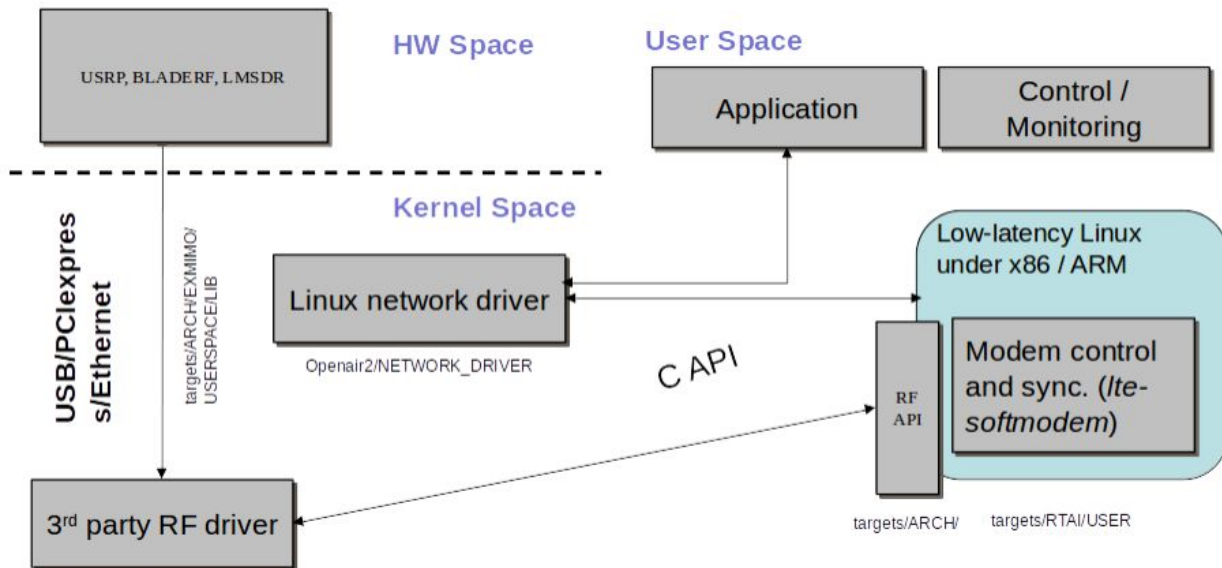 HW Space
User Space
USRP, BLADERF, LMSDR
Application
Control /
Monitoring
Kernel Space
USB/PCIexpres
s/Ethernet
targets/ARCH/EXMIMO/
USERSPACE/LIB
Linux network driver
Openair2/NETWORK_DRIVER
Low-latency Linux
under x86 / ARM
C API
RF
API
Modem control
and sync. (lte-
softmodem)
3rd party RF driver
targets/ARCH/
targets/RTAI/USER